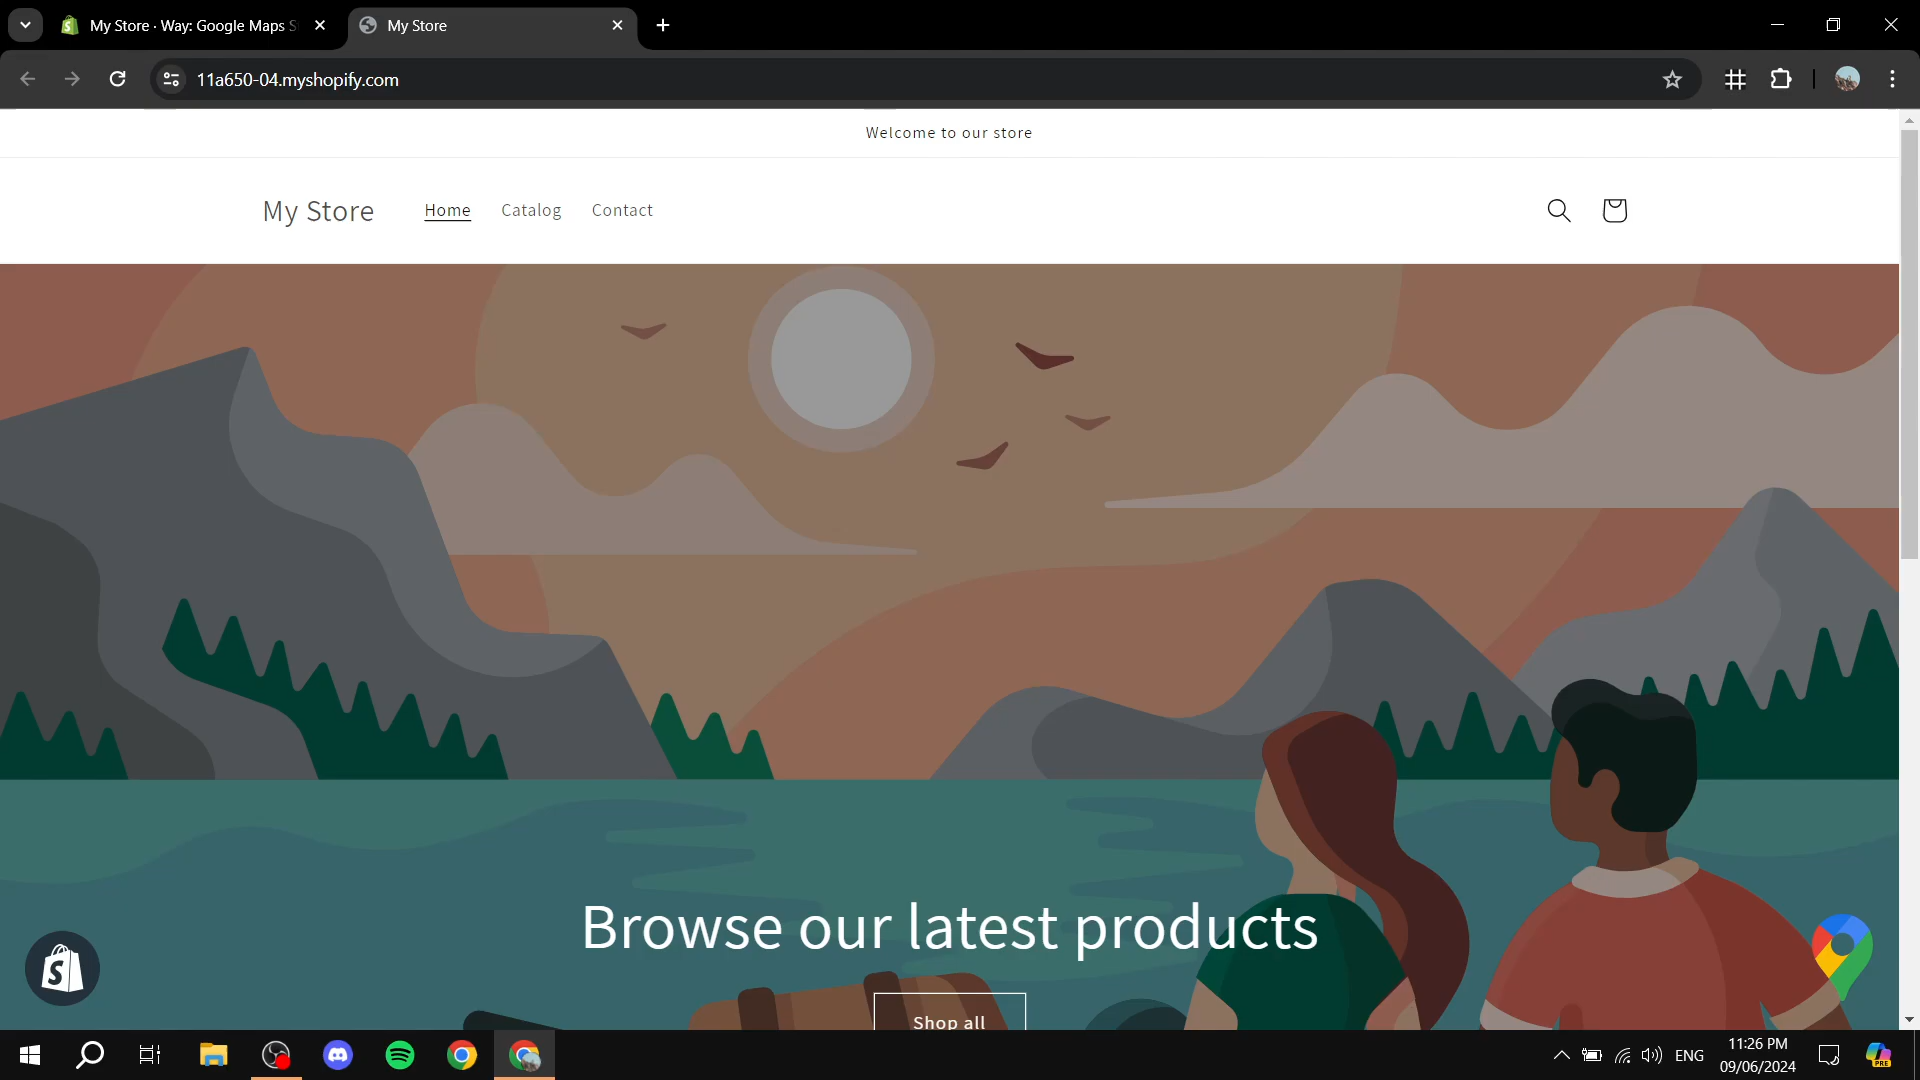 My Store · Way: Google Maps S
My Store
11a650-04.myshopify.com
Welcome to our store
My Store
Home
Catalog
Contact
Browse our latest products
Shop all
ENG
11:26 PM
09/06/2024
PRE